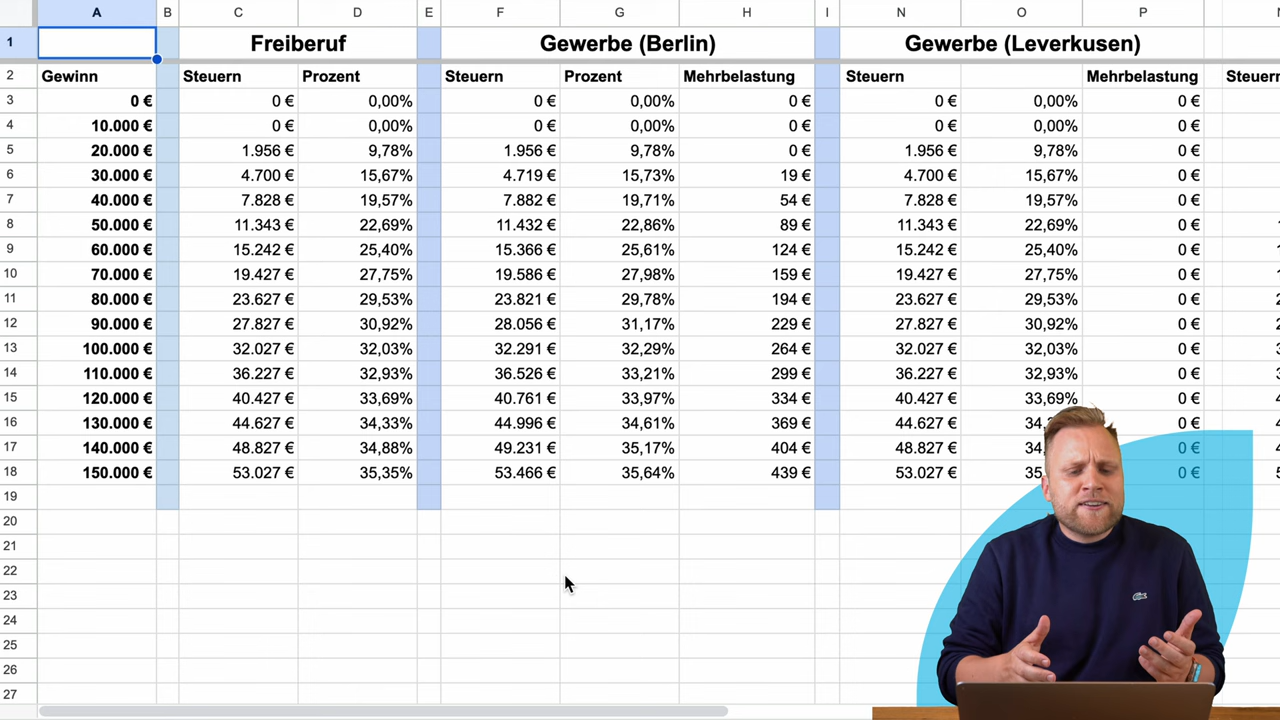 A B C D E F G H I N O P
1 Freiberuf Gewerbe (Berlin) Gewerbe (Leverkusen)
2 Gewinn Steuern Prozent Steuern Prozent Mehrbelastung Steuern Mehrbelastung
3 0 € 0 € 0,00% 0 € 0,00% 0 € 0 € 0,00% 0 €
4 10.000 € 0 € 0,00% 0 € 0,00% 0 € 0 € 0,00% 0 €
5 20.000 € 1.956 € 9,78% 1.956 € 9,78% 0 € 1.956 € 9,78% 0 €
6 30.000 € 4.700 € 15,67% 4.719 € 15,73% 19 € 4.700 € 15,67% 0 €
7 40.000 € 7.828 € 19,57% 7.882 € 19,71% 54 € 7.828 € 19,57% 0 €
8 50.000 € 11.343 € 22,69% 11.432 € 22,86% 89 € 11.343 € 22,69% 0 €
9 60.000 € 15.242 € 25,40% 15.366 € 25,61% 124 € 15.242 € 25,40% 0 €
10 70.000 € 19.427 € 27,75% 19.586 € 27,98% 159 € 19.427 € 27,75% 0 €
11 80.000 € 23.627 € 29,53% 23.821 € 29,78% 194 € 23.627 € 29,53% 0 €
12 90.000 € 27.827 € 30,92% 28.056 € 31,17% 229 € 27.827 € 30,92% 0 €
13 100.000 € 32.027 € 32,03% 32.291 € 32,29% 264 € 32.027 € 32,03% 0 €
14 110.000 € 36.227 € 32,93% 36.526 € 33,21% 299 € 36.227 € 32,93% 0 €
15 120.000 € 40.427 € 33,69% 40.761 € 33,97% 334 € 40.427 € 33,69% 0 €
16 130.000 € 44.627 € 34,33% 44.996 € 34,61% 369 € 44.627 € 0 €
17 140.000 € 48.827 € 34,88% 49.231 € 35,17% 404 € 48.827 € 0 €
18 150.000 € 53.027 € 35,35% 53.466 € 35,64% 439 € 53.027 € 0 €
19
20
21
22
23
24
25
26
27